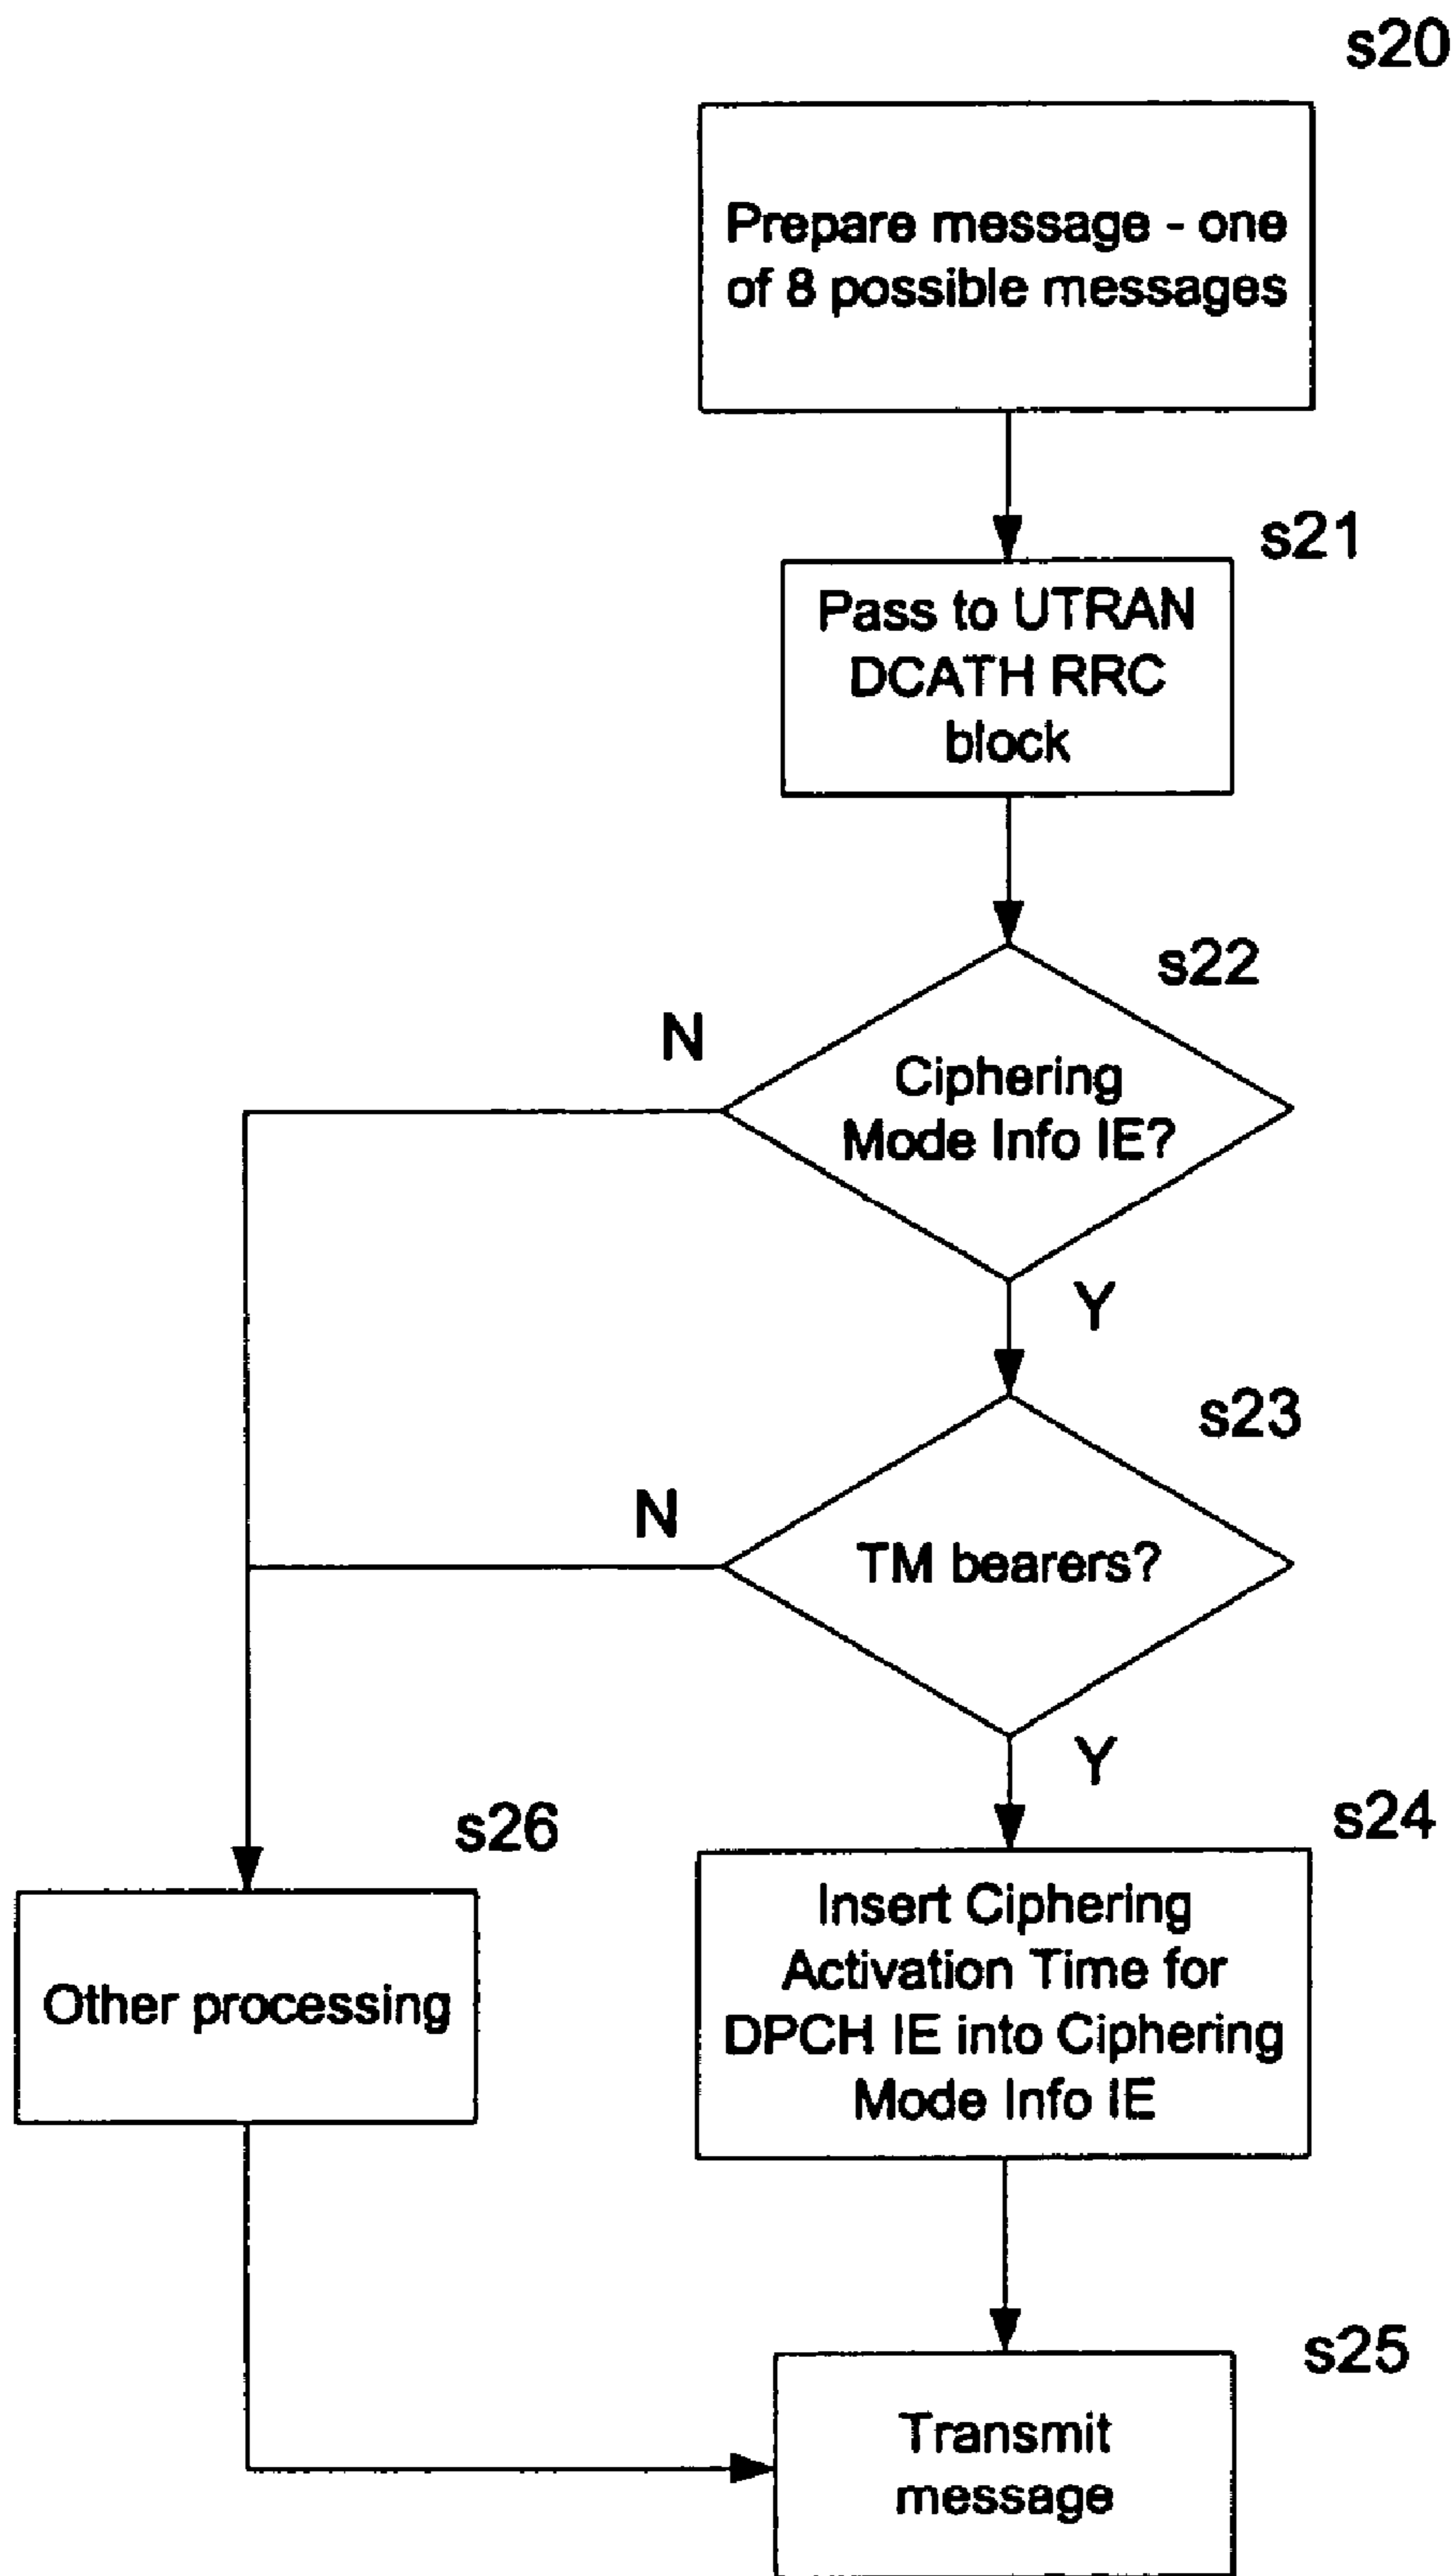 s20
Prepare message - one
of 8 possible messages
s21
Pass to UTRAN
DCATH RRC
block
s22
N
Ciphering
Mode Info IE?
Y
s23
N
TM bearers?
Y
s24
s26
Insert Ciphering
Activation Time for
DPCH IE into Ciphering
Mode Info IE
Other processing
s25
Transmit
message